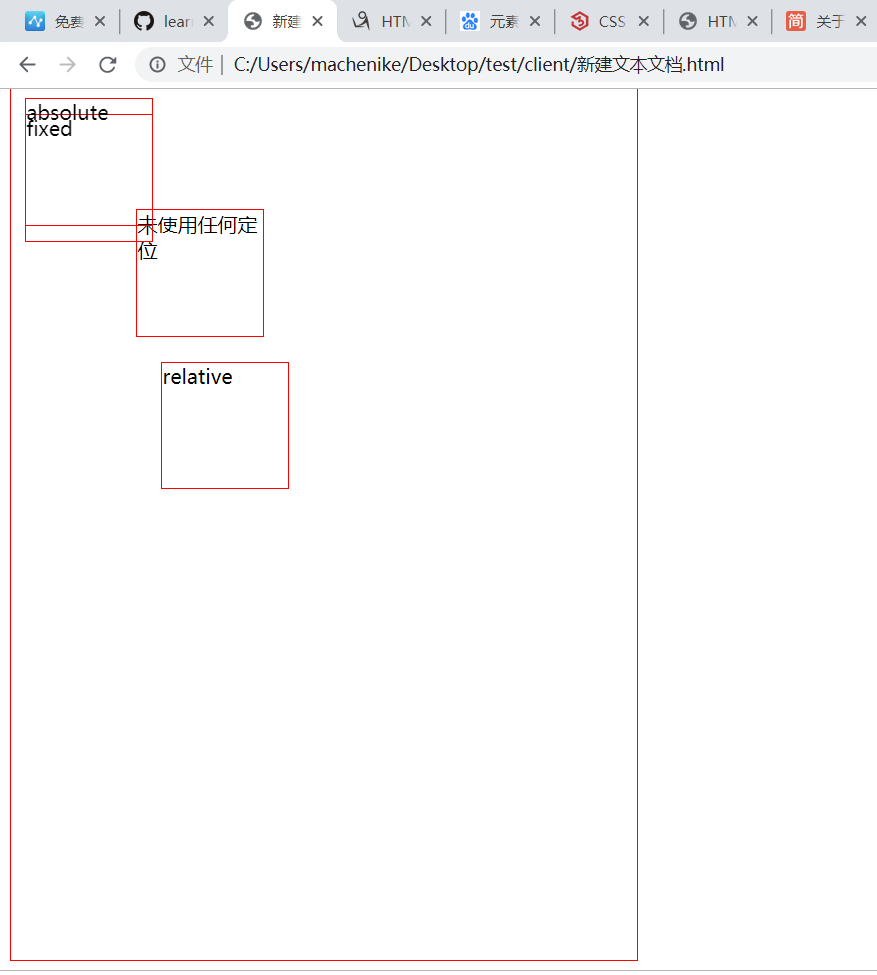 免费
lear
新建
HTM
元素
CSS
HTM
简 关于
文件 | C:/Users/machenike/Desktop/test/client/新建文本文档.html
absolute
fixed
未使用任何定
位
relative